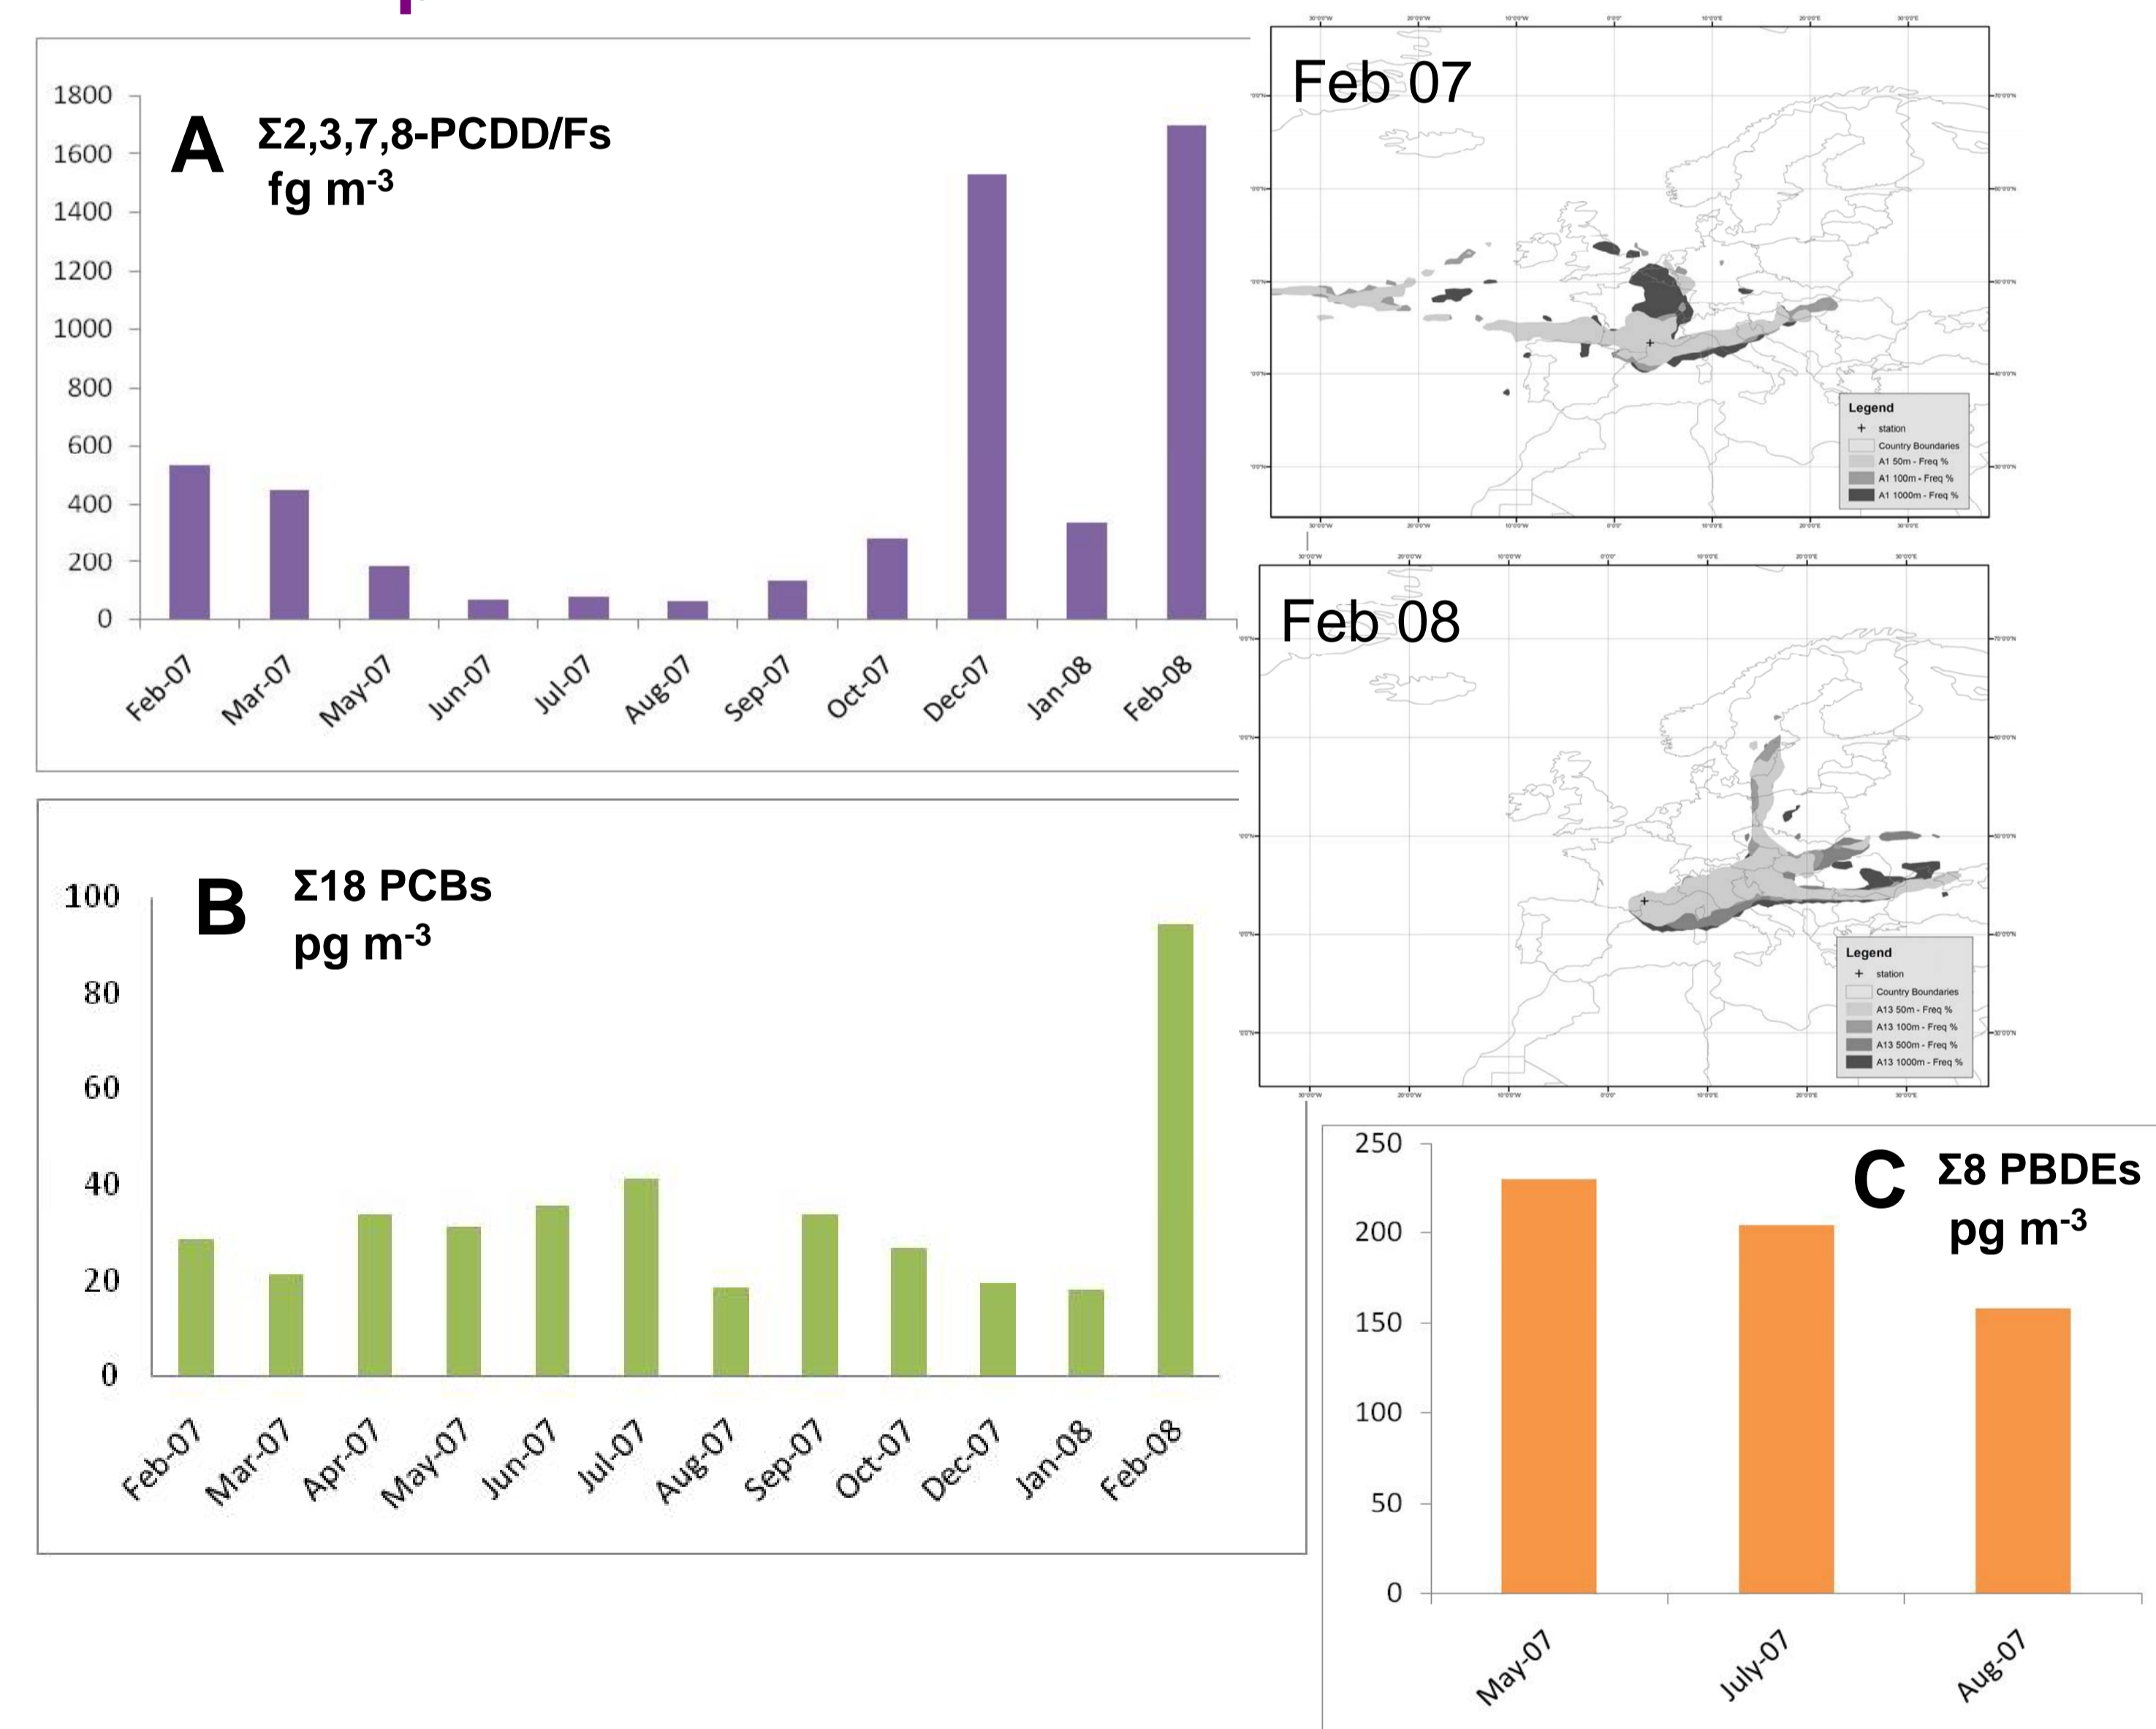 A
Σ2,3,7,8-PCDD/Fs
fg m-3
1800
1600
1400
1200
1000
800
600
400
200
0
Feb-07
Mar-07
May-07
Jun-07
Jul-07
Aug-07
Sep-07
Oct-07
Dec-07
Jan-08
Feb-08
Feb 07
Legend
station
Country Boundaries
A1 50m - Freq %
A1 100m - Freq %
A1 1000m - Freq %
Feb 08
Legend
station
Country Boundaries
A13 50m - Freq %
A13 100m - Freq %
A13 500m - Freq %
A13 1000m - Freq %
B
Σ18 PCBs
pg m-3
100
80
60
40
20
0
Feb-07
Mar-07
Apr-07
May-07
Jun-07
Jul-07
Aug-07
Sep-07
Oct-07
Dec-07
Jan-08
Feb-08
C
Σ8 PBDEs
pg m-3
250
200
150
100
50
0
May-07
July-07
Aug-07